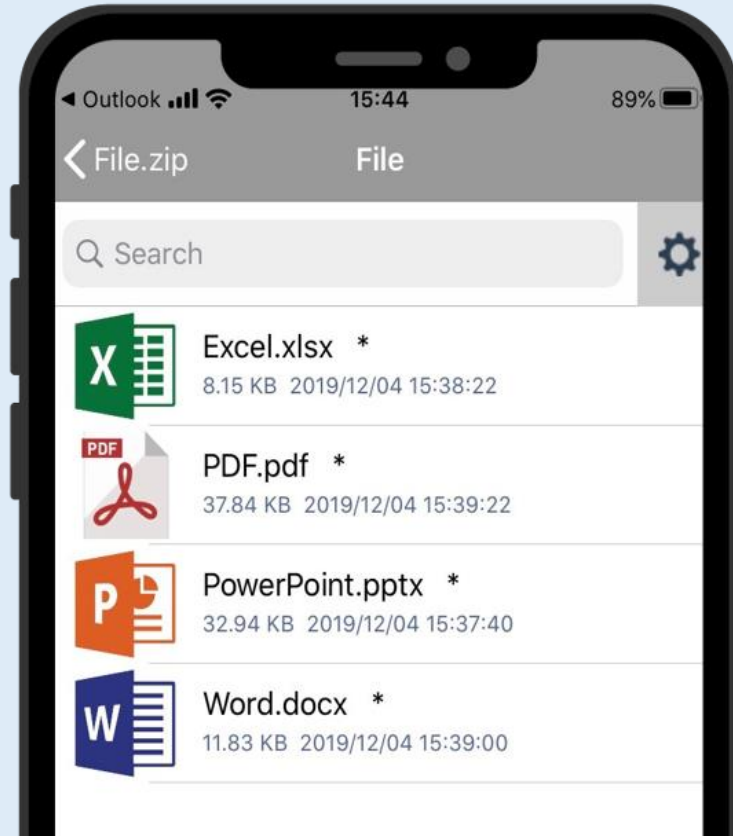 Outlook 15:44 89%
File.zip File
Search
X Excel.xlsx *
8.15 KB 2019/12/04 15:38:22
PDF PDF.pdf *
37.84 KB 2019/12/04 15:39:22
P PowerPoint.pptx *
32.94 KB 2019/12/04 15:37:40
W Word.docx *
11.83 KB 2019/12/04 15:39:00